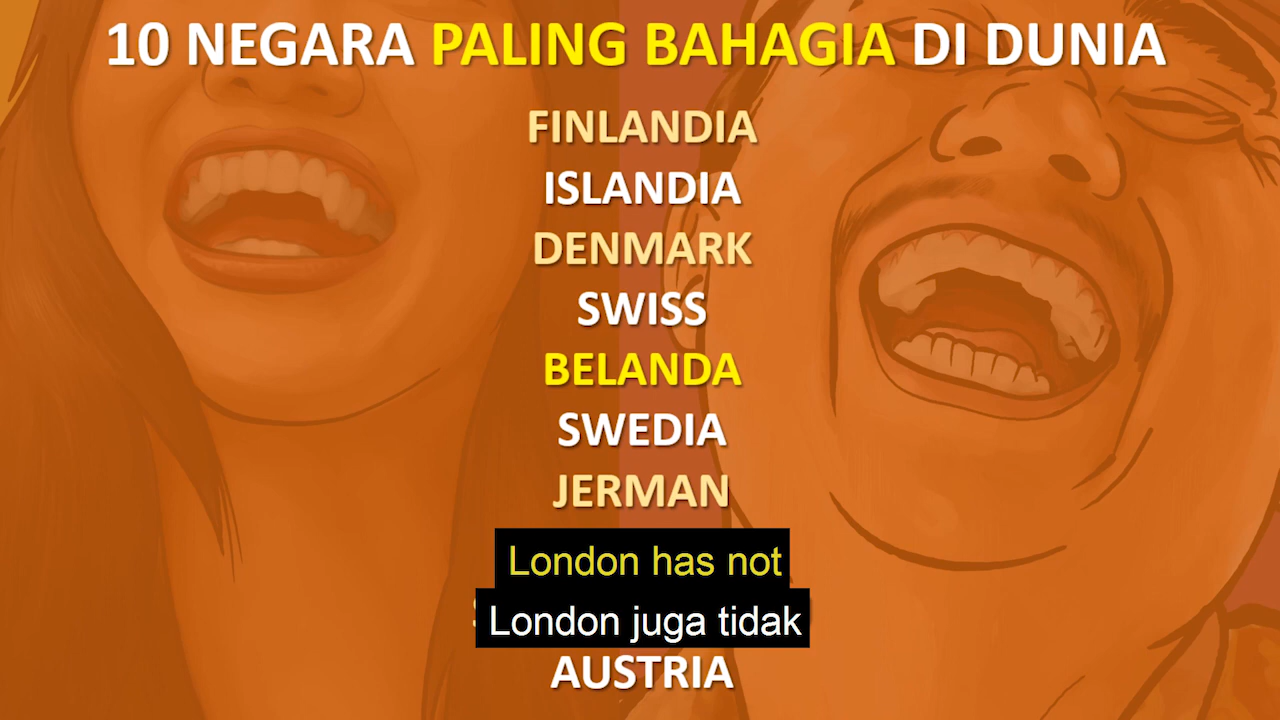 10 NEGARA PALING BAHAGIA DI DUNIA
FINLANDIA
ISLANDIA
DENMARK
SWISS
BELANDA
SWEDIA
JERMAN
London has not
London juga tidak
AUSTRIA